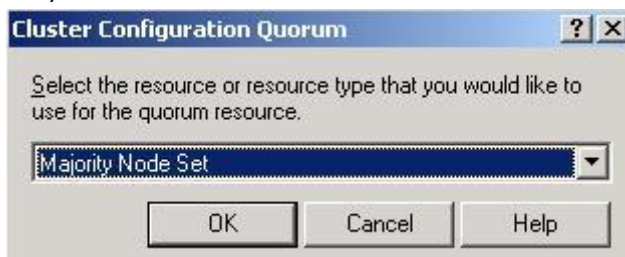 Cluster Configuration Quorum ? X
Select the resource or resource type that you would like to
use for the quorum resource.
Majority Node Set
OK Cancel Help